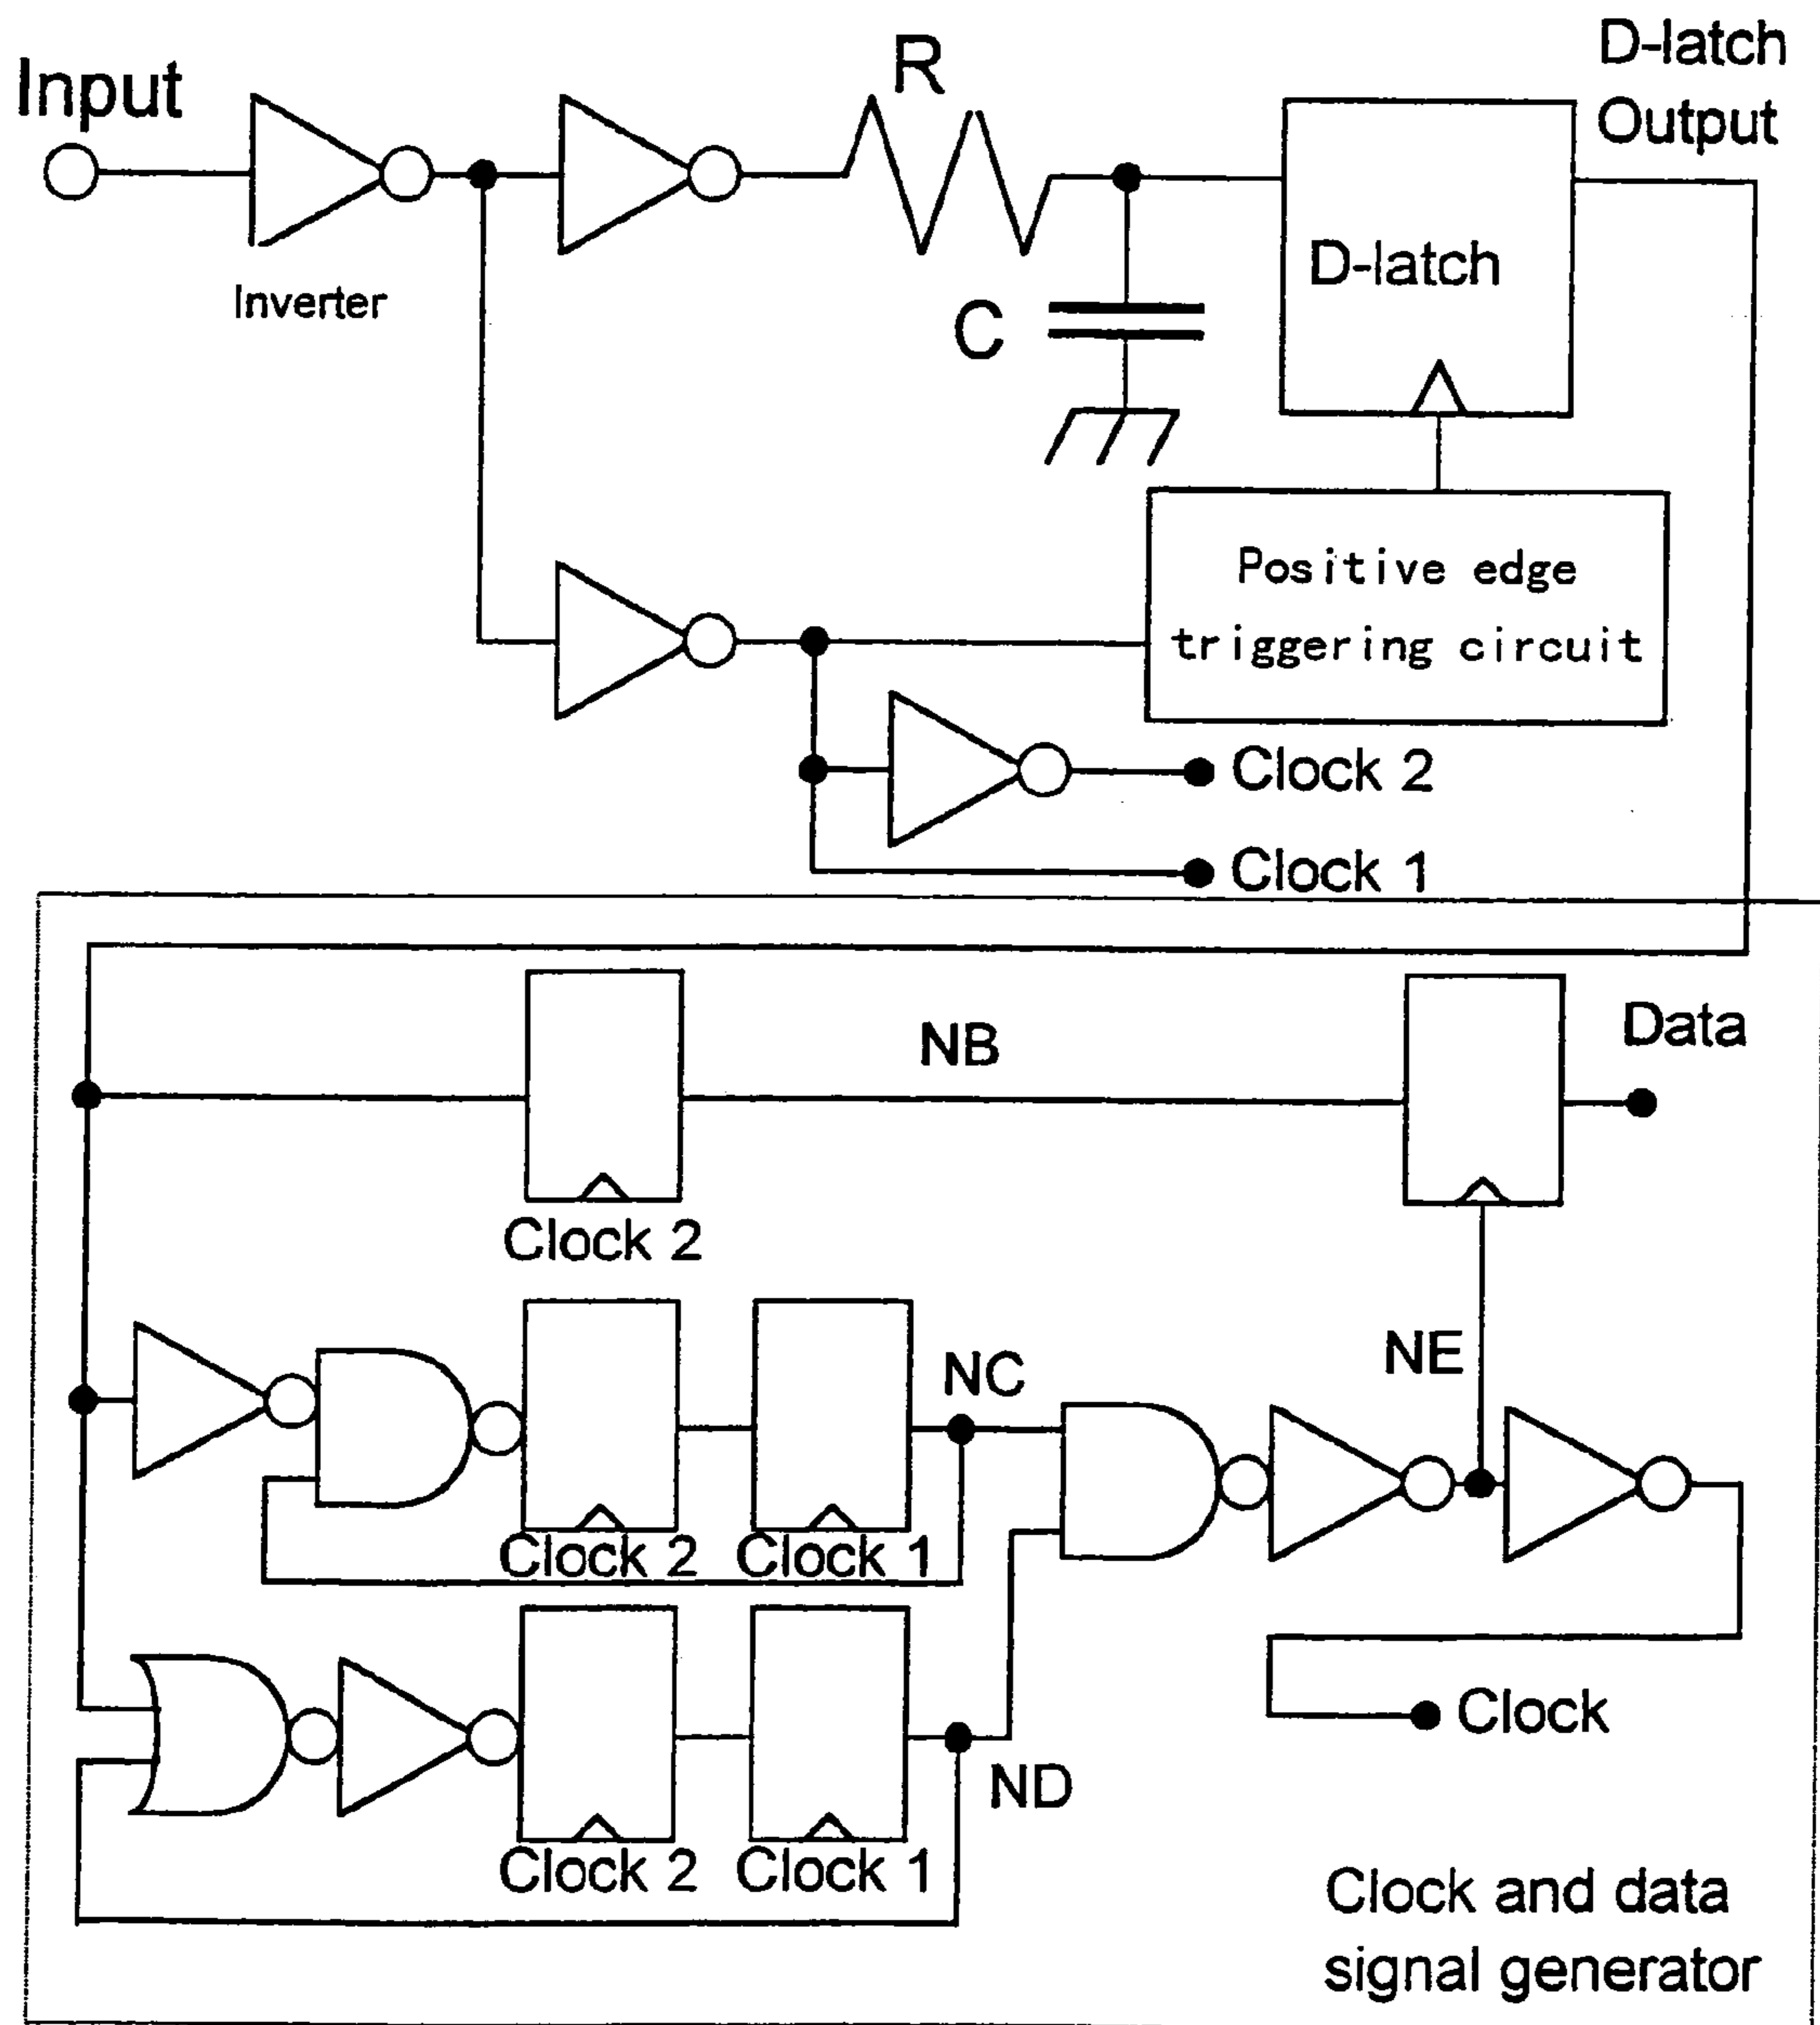 Input
Inverter
R
C
D-latch
Output
D-latch
Positive edge
triggering circuit
Clock 2
Clock 1
NB
Data
Clock 2
NC
NE
Clock 2
Clock 1
Clock
ND
Clock 2
Clock 1
Clock and data
signal generator